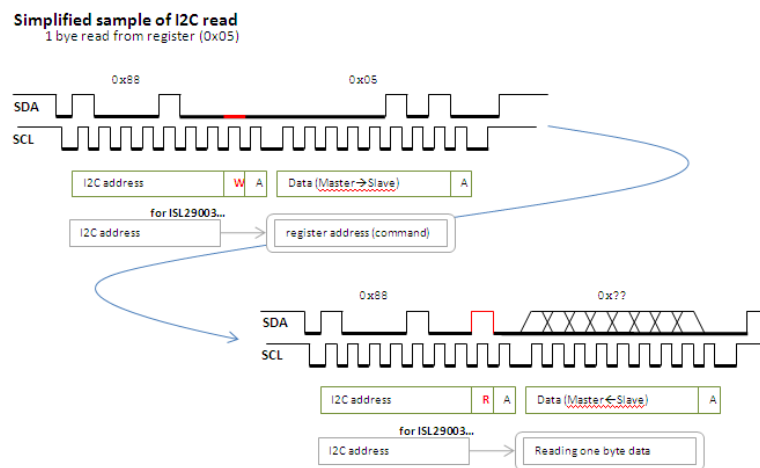 Simplified sample of I2C read
1 bye read from register (0x05)
0x88 0x05
SDA
SCL
I2C address W A Data (Master→Slave) A
for ISL29003...
I2C address register address (command)
0x88 0x??
SDA
SCL
I2C address R A Data (Master←Slave) A
for ISL29003...
I2C address Reading one byte data